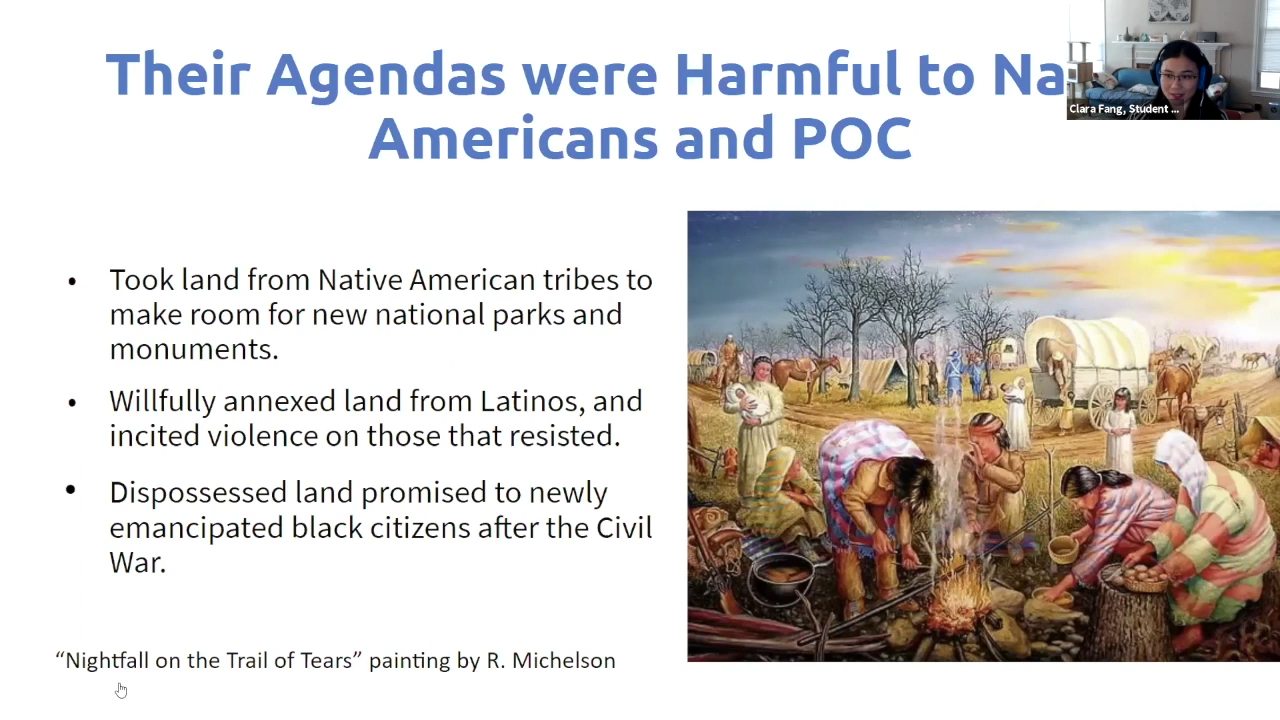 Their Agendas were Harmful to Na
Americans and POC
Clara Fang, Student ...
• Took land from Native American tribes to
make room for new national parks and
monuments.
• Willfully annexed land from Latinos, and
incited violence on those that resisted.
• Dispossessed land promised to newly
emancipated black citizens after the Civil
War.
“Nightfall on the Trail of Tears” painting by R. Michelson